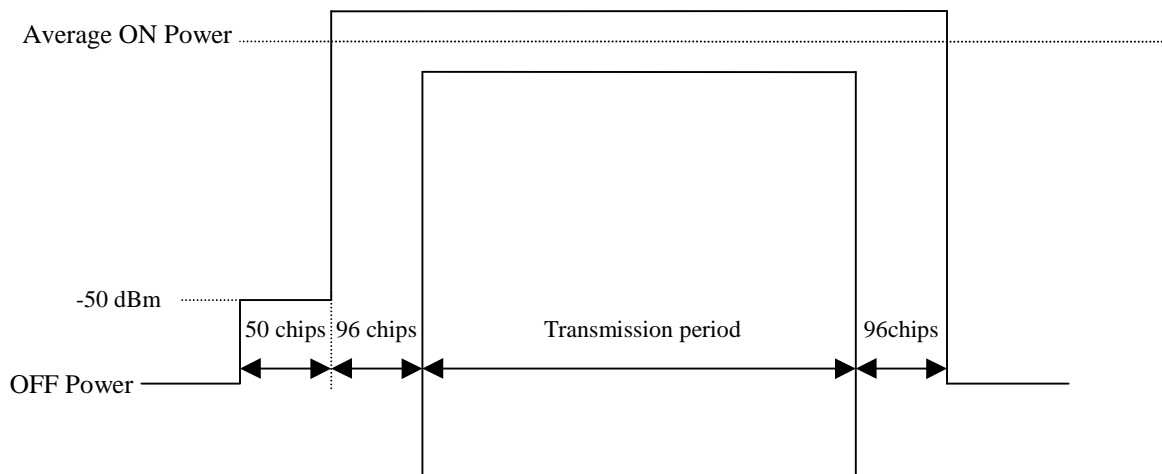 Average ON Power
-50 dBm
50 chips 96 chips Transmission period 96chips
OFF Power